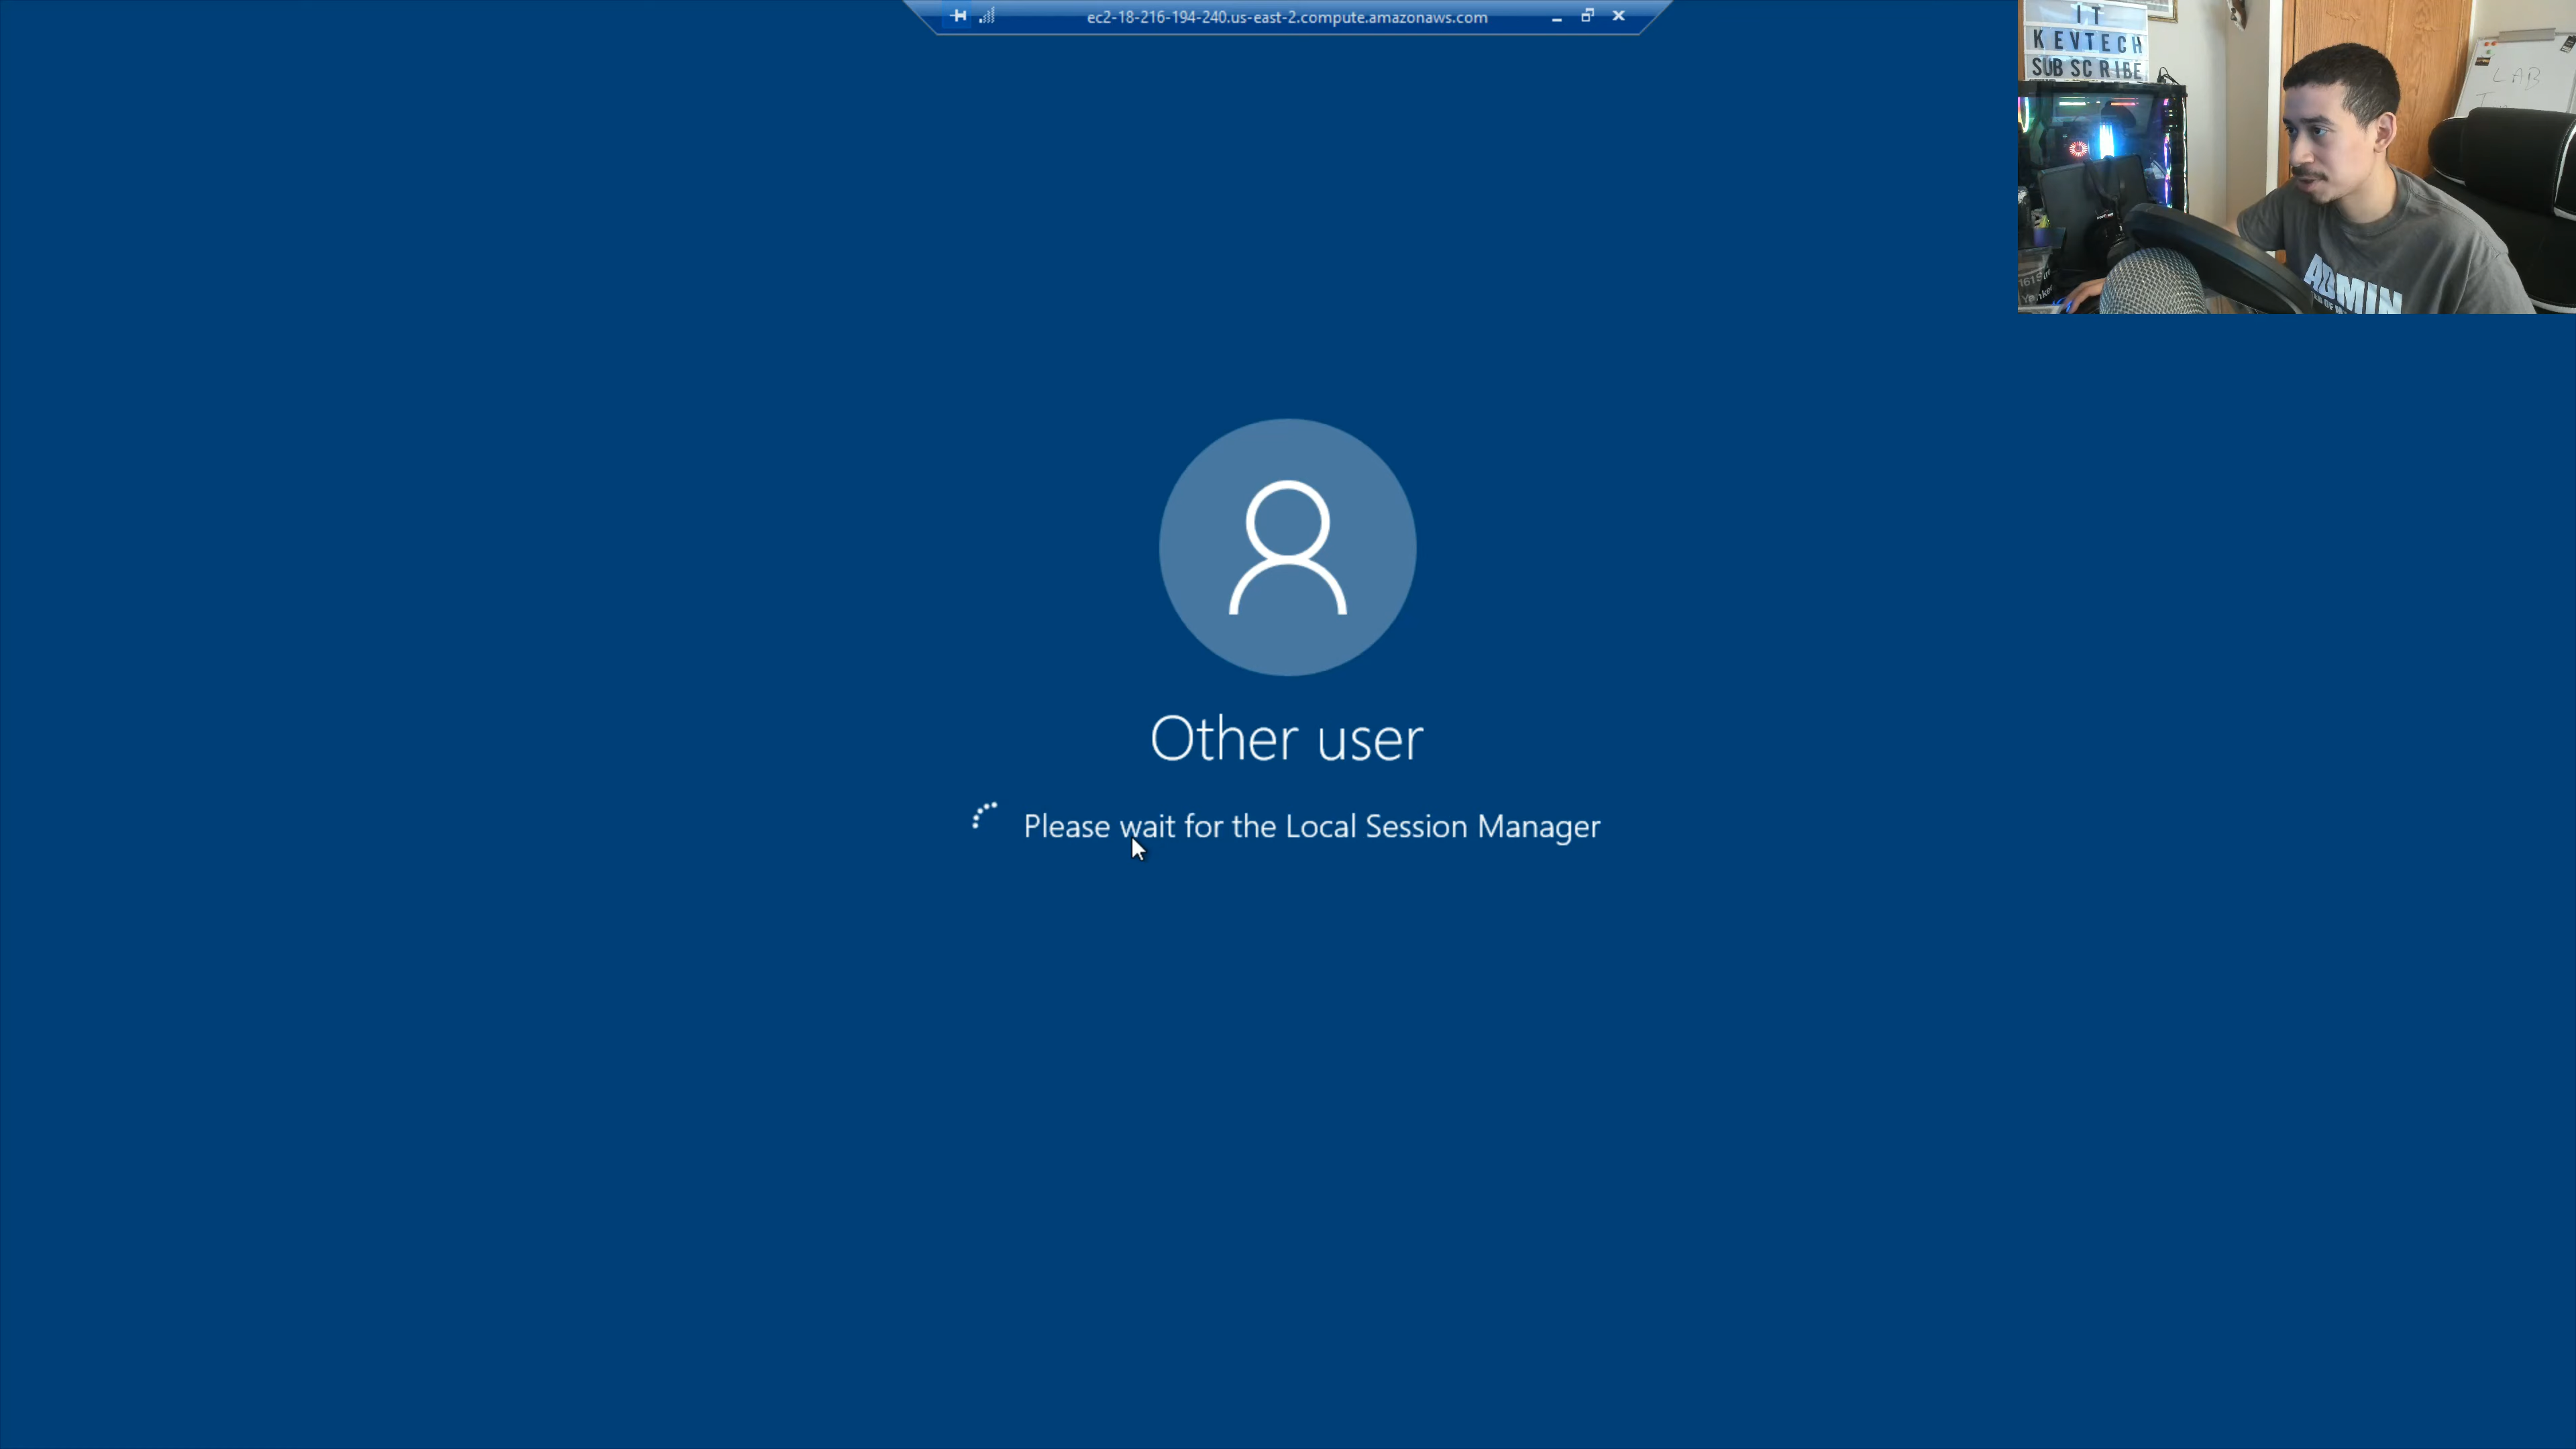 ec2-18-216-194-240.us-east-2.compute.amazonaws.com
IT
KEVTECH
SUBSCRIBE
LAB
ADMIN
Other user
Please wait for the Local Session Manager